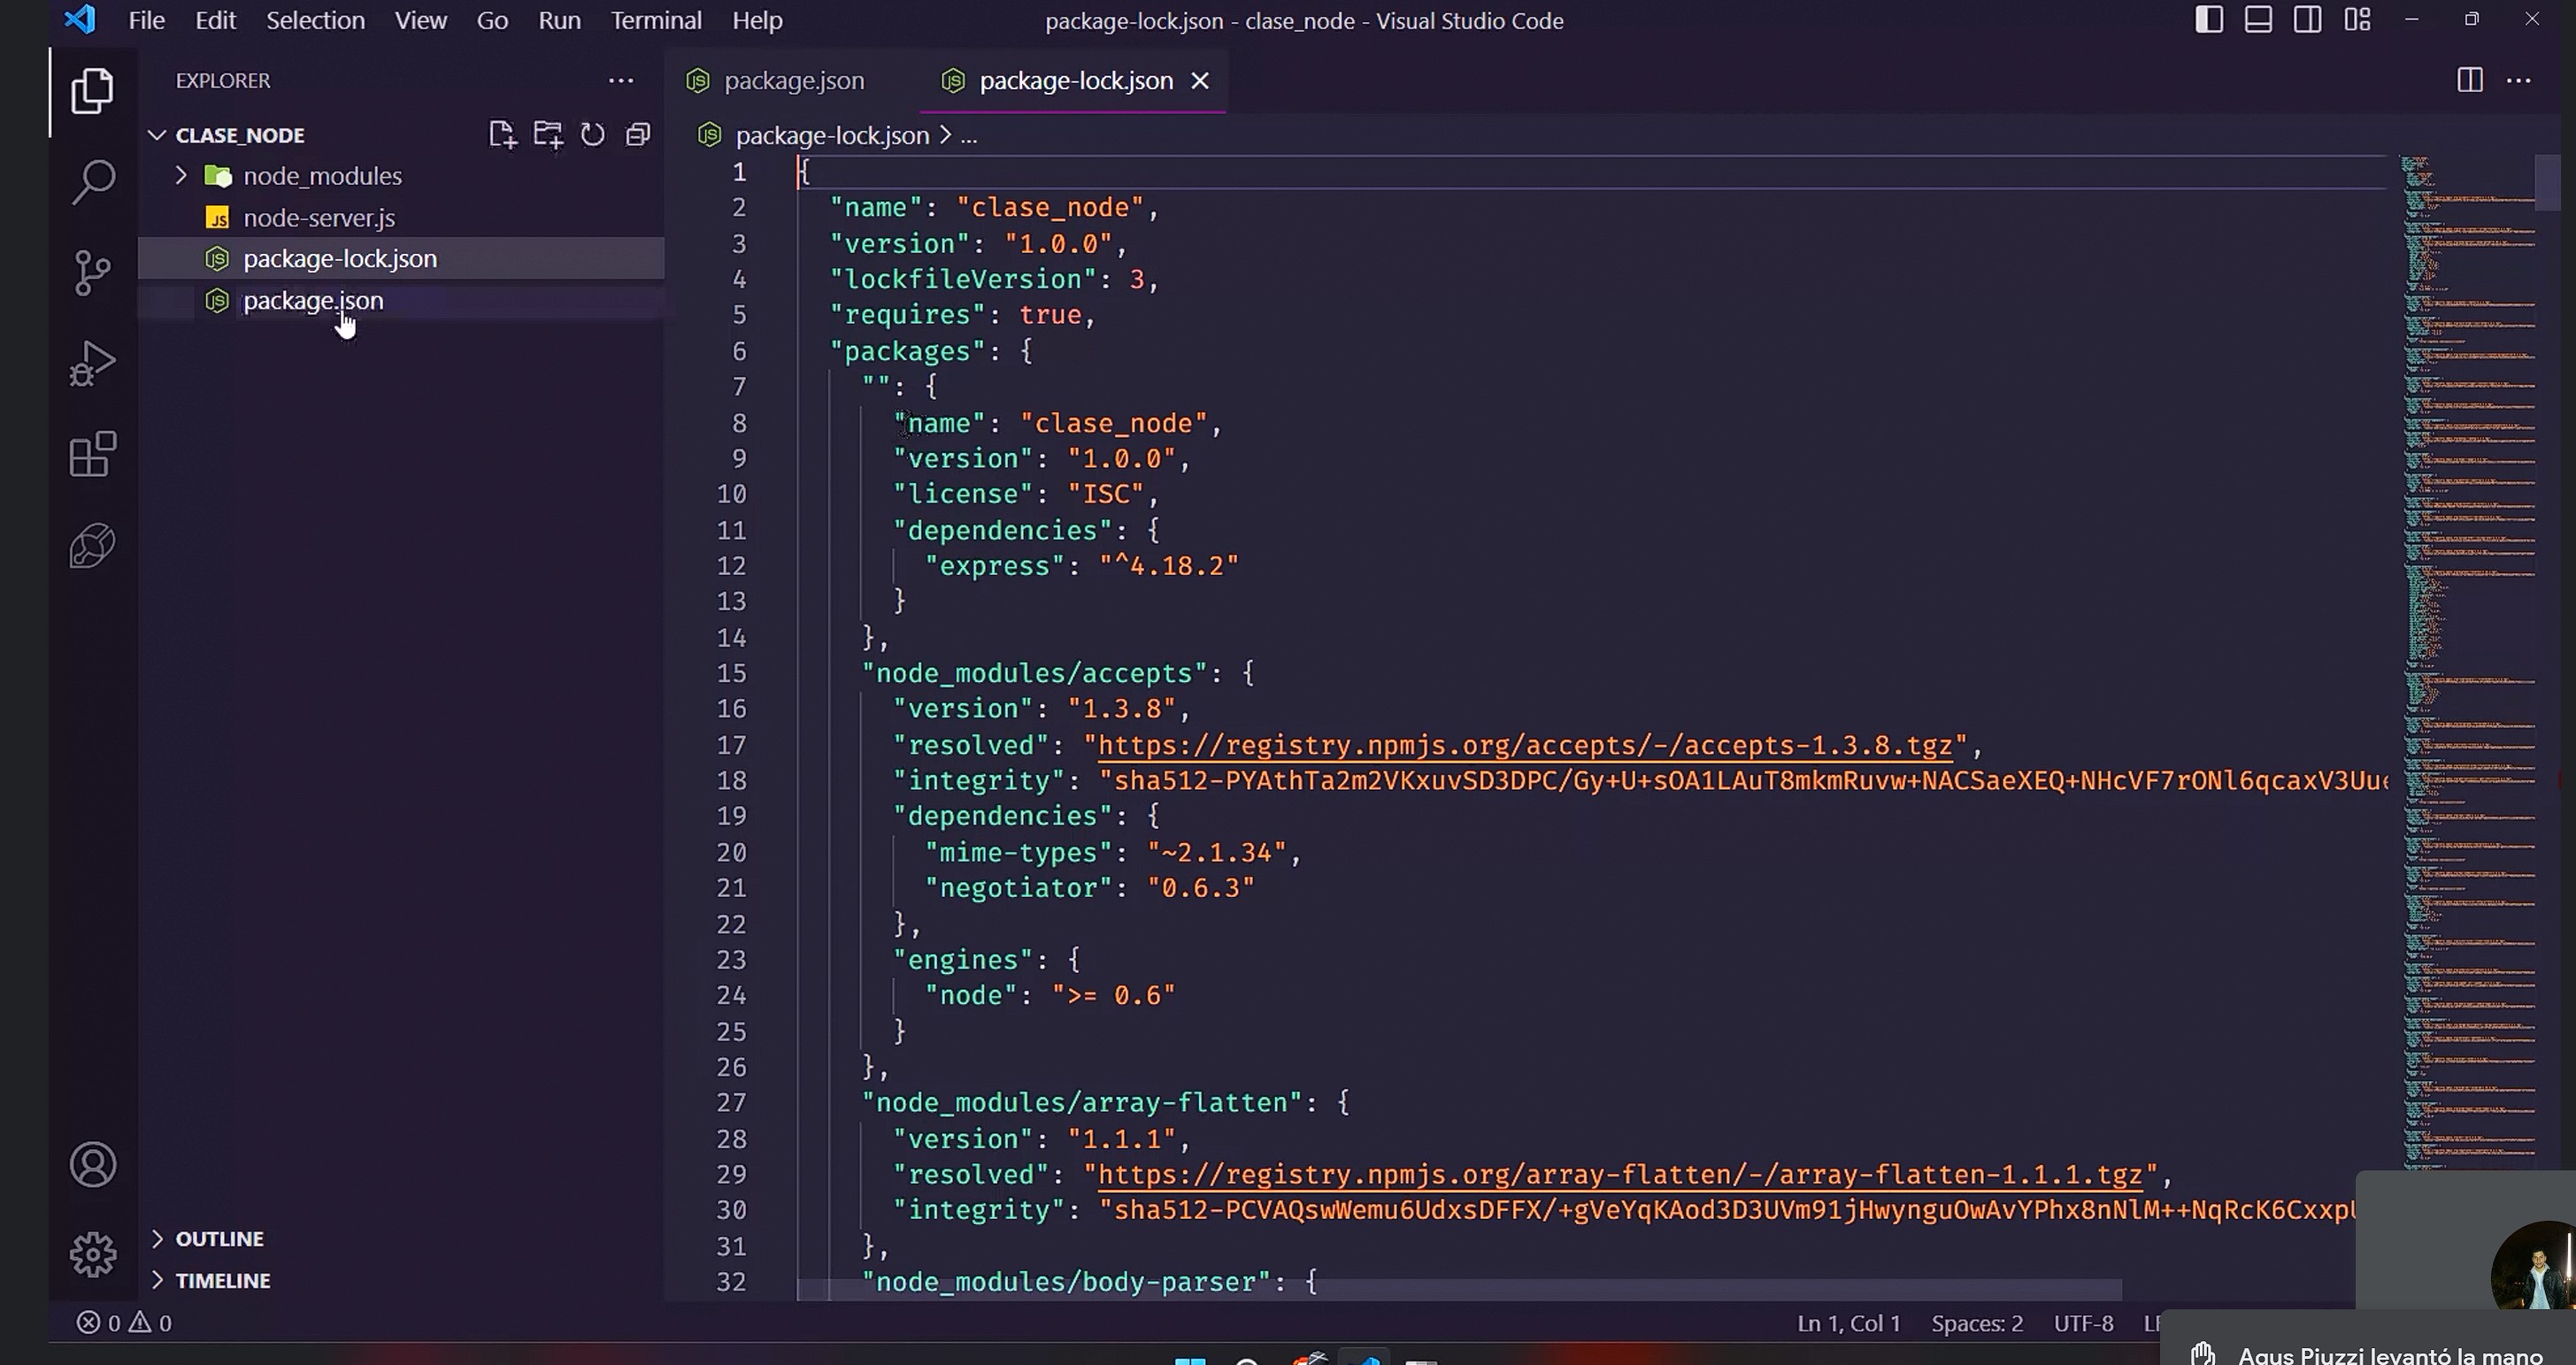 File Edit Selection View Go Run Terminal Help
package-lock.json - clase_node - Visual Studio Code
EXPLORER
CLASE_NODE
node_modules
node-server.js
package-lock.json
package.json
OUTLINE
TIMELINE
package.json package-lock.json
package-lock.json > ...
1 {
2 "name": "clase_node",
3 "version": "1.0.0",
4 "lockfileVersion": 3,
5 "requires": true,
6 "packages": {
7 "": {
8 "name": "clase_node",
9 "version": "1.0.0",
10 "license": "ISC",
11 "dependencies": {
12 "express": "^4.18.2"
13 }
14 },
15 "node_modules/accepts": {
16 "version": "1.3.8",
17 "resolved": "https://registry.npmjs.org/accepts/-/accepts-1.3.8.tgz",
18 "integrity": "sha512-PYAthTa2m2VKxuvSD3DPC/Gy+U+sOA1LAuT8mkmRuvw+NACSaeXEQ+NHcVF7rONl6qcaxV3Uue
19 "dependencies": {
20 "mime-types": "~2.1.34",
21 "negotiator": "0.6.3"
22 },
23 "engines": {
24 "node": ">= 0.6"
25 }
26 },
27 "node_modules/array-flatten": {
28 "version": "1.1.1",
29 "resolved": "https://registry.npmjs.org/array-flatten/-/array-flatten-1.1.1.tgz",
30 "integrity": "sha512-PCVAQswWemu6UdxsDFFX/+gVeYqKAod3D3UVm91jHwynguOwAvYPhx8nNlM++NqRcK6CxxpU
31 },
32 "node_modules/body-parser": {
0 0
Ln 1, Col 1 Spaces: 2 UTF-8
Agus Piuzzi levantó la mano